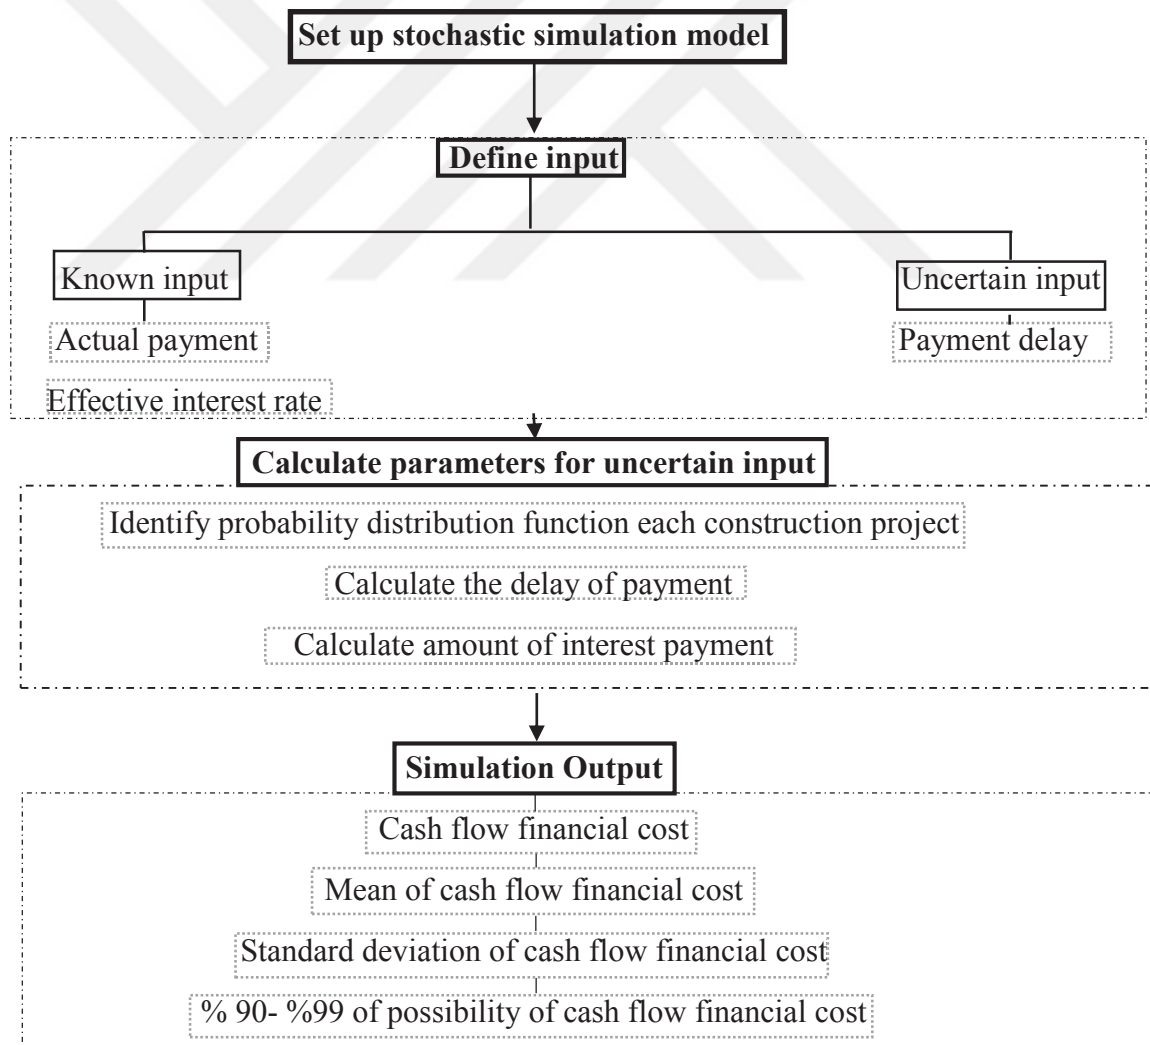 Set up stochastic simulation model
Define input
Known input
Uncertain input
Actual payment
Payment delay
Effective interest rate
Calculate parameters for uncertain input
Identify probability distribution function each construction project
Calculate the delay of payment
Calculate amount of interest payment
Simulation Output
Cash flow financial cost
Mean of cash flow financial cost
Standard deviation of cash flow financial cost
% 90- %99 of possibility of cash flow financial cost